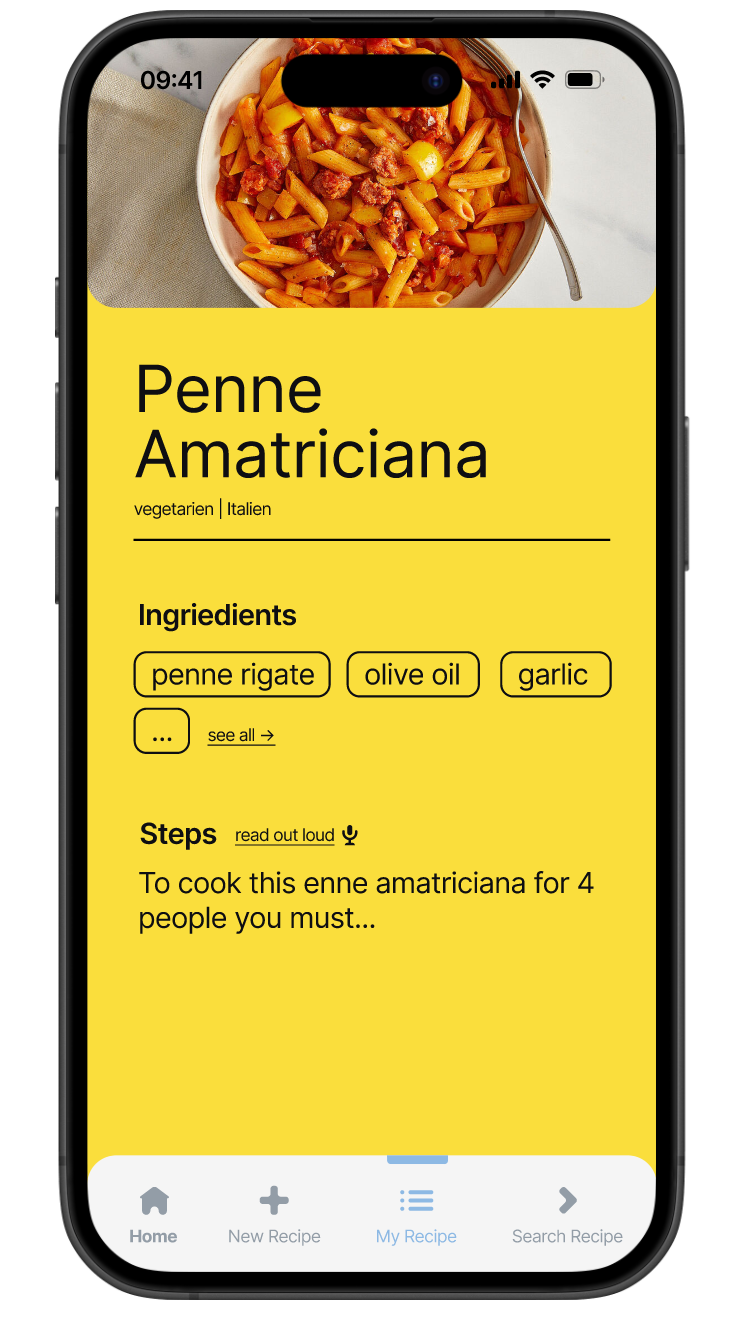 09:41
Penne
Amatriciana
vegetarien | Italien
Ingriedients
penne rigate olive oil garlic
... see all →
Steps read out loud
To cook this enne amatriciana for 4
people you must...
Home New Recipe My Recipe Search Recipe